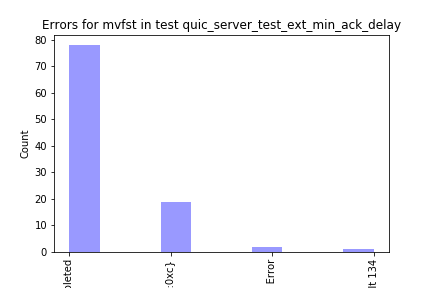 Errors for mvfst in test quic_server_test_ext_min_ack_delay
80
70
60
50
40
30
20
10
0
Count
pleted
:0xc}
Error
lt 134